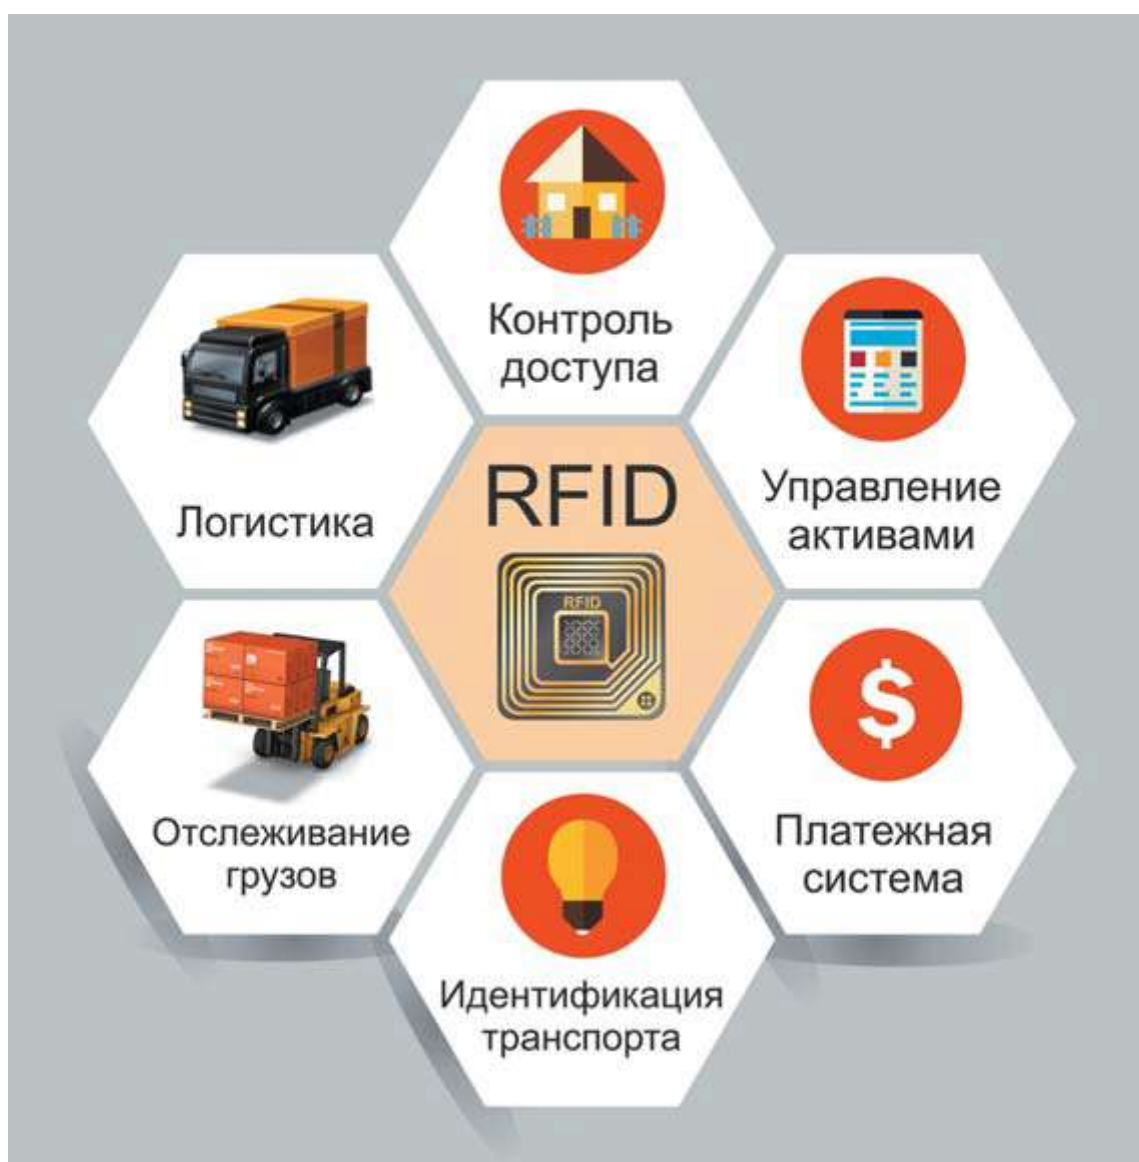 Контроль
доступа
Логистика
Управление
активами
RFID
RFID
$
Отслеживание
грузов
Платежная
система
Идентификация
транспорта